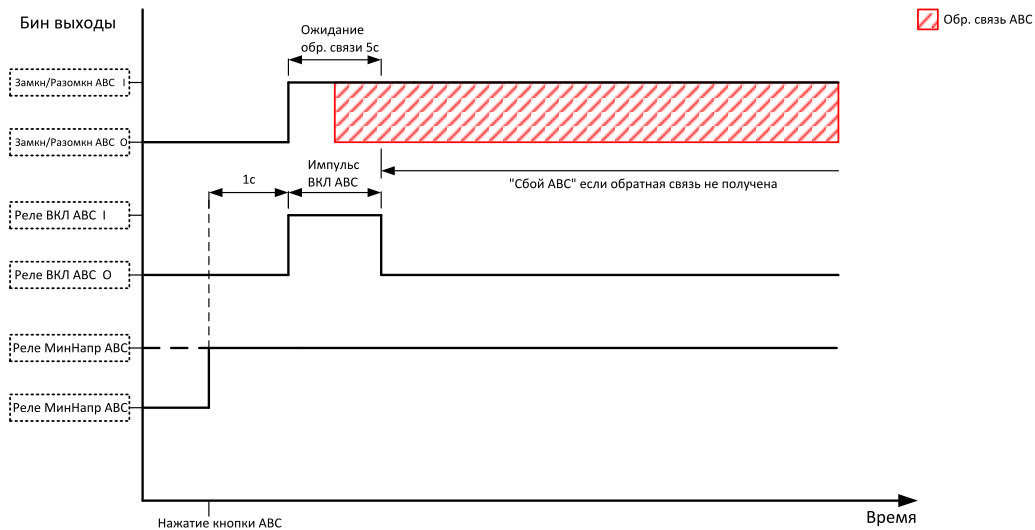 Бин выходы
Ожидание
обр. связи 5с
Обр. связь АВС
Замкн/Разомкн АВС I
Замкн/Разомкн АВС O
1с
Импульс
ВКЛ АВС
"Сбой АВС" если обратная связь не получена
Реле ВКЛ АВС I
Реле ВКЛ АВС O
Реле МинНапр АВС
Реле МинНапр АВС
Время
Нажатие кнопки АВС